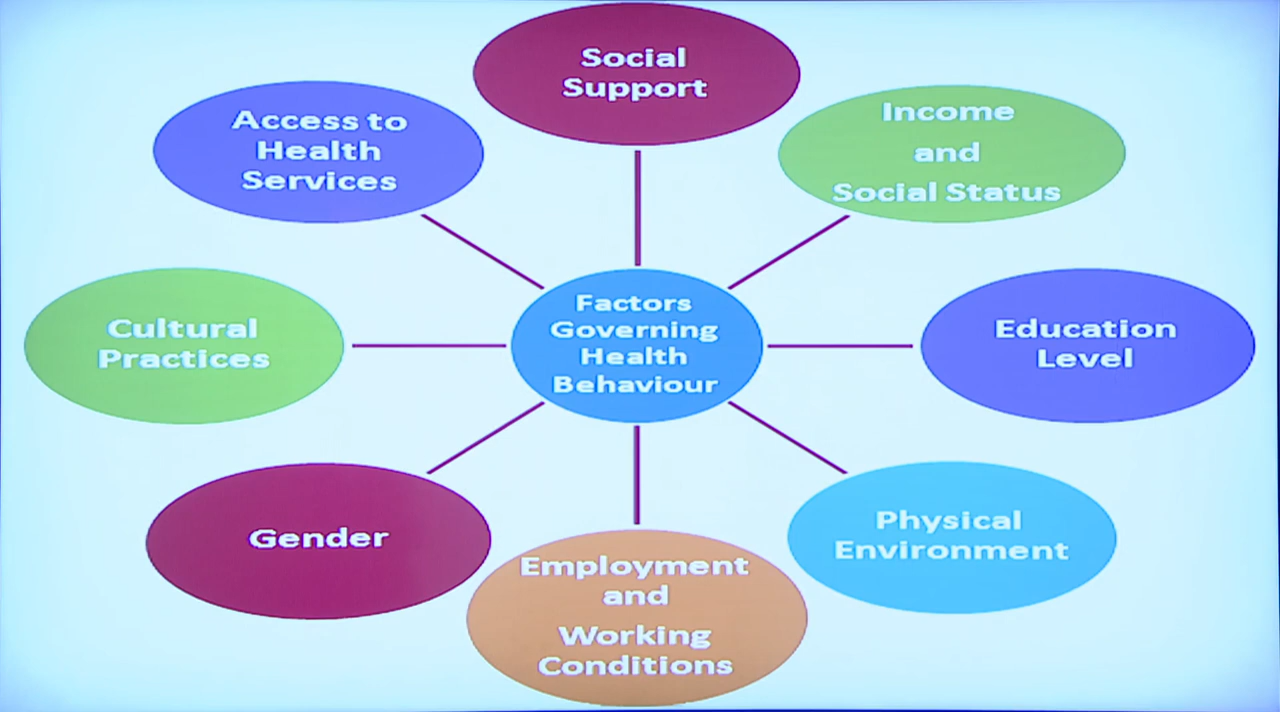 Social
Support
Income
and
Social Status
Education
Level
Physical
Environment
Employment
and
Working
Conditions
Gender
Cultural
Practices
Access to
Health
Services
Factors
Governing
Health
Behaviour